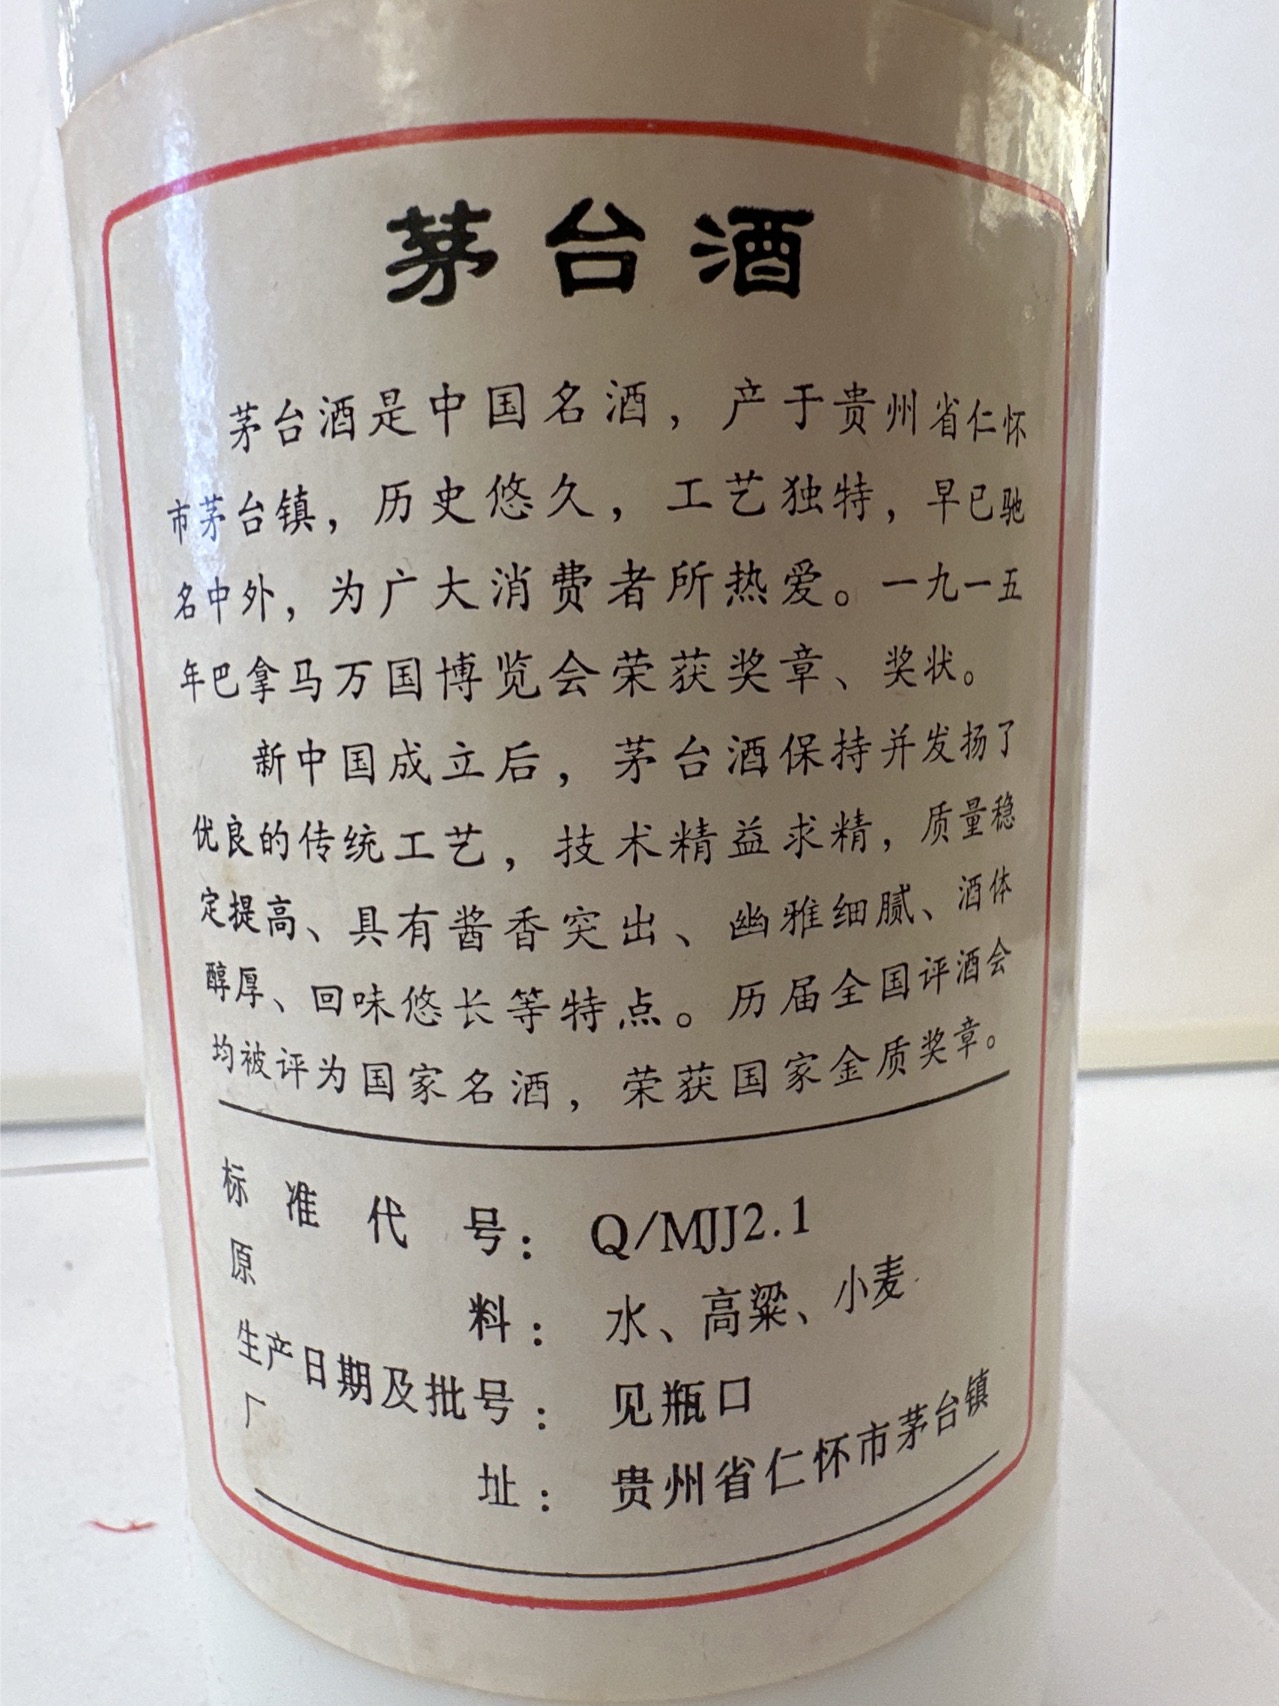 茅台酒
茅台酒是中国名酒，产于贵州省仁怀
市茅台镇，历史悠久，工艺独特，早已驰
名中外，为广大消费者所热爱。一九一五
年巴拿马万国博览会荣获奖章、奖状。
新中国成立后，茅台酒保持并发扬了
优良的传统工艺，技术精益求精，质量稳
定提高、具有酱香突出、幽雅细腻、酒体
醇厚、回味悠长等特点。历届全国评酒会
均被评为国家名酒，荣获国家金质奖章。
标准代号：Q/MJJ2.1
原料：水、高粱、小麦
生产日期及批号：见瓶口
厂址：贵州省仁怀市茅台镇